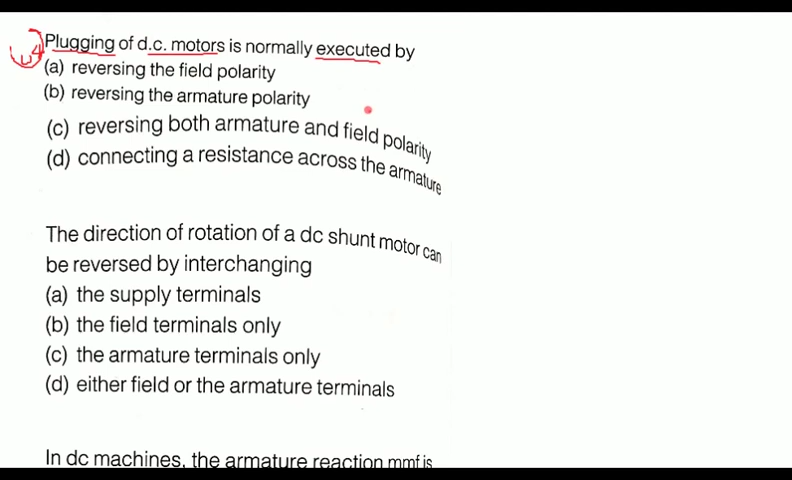 Plugging of d.c. motors is normally executed by
(a) reversing the field polarity
(b) reversing the armature polarity
(c) reversing both armature and field polarity
(d) connecting a resistance across the armature
The direction of rotation of a dc shunt motor can
be reversed by interchanging
(a) the supply terminals
(b) the field terminals only
(c) the armature terminals only
(d) either field or the armature terminals
In dc machines, the armature reaction mmf is